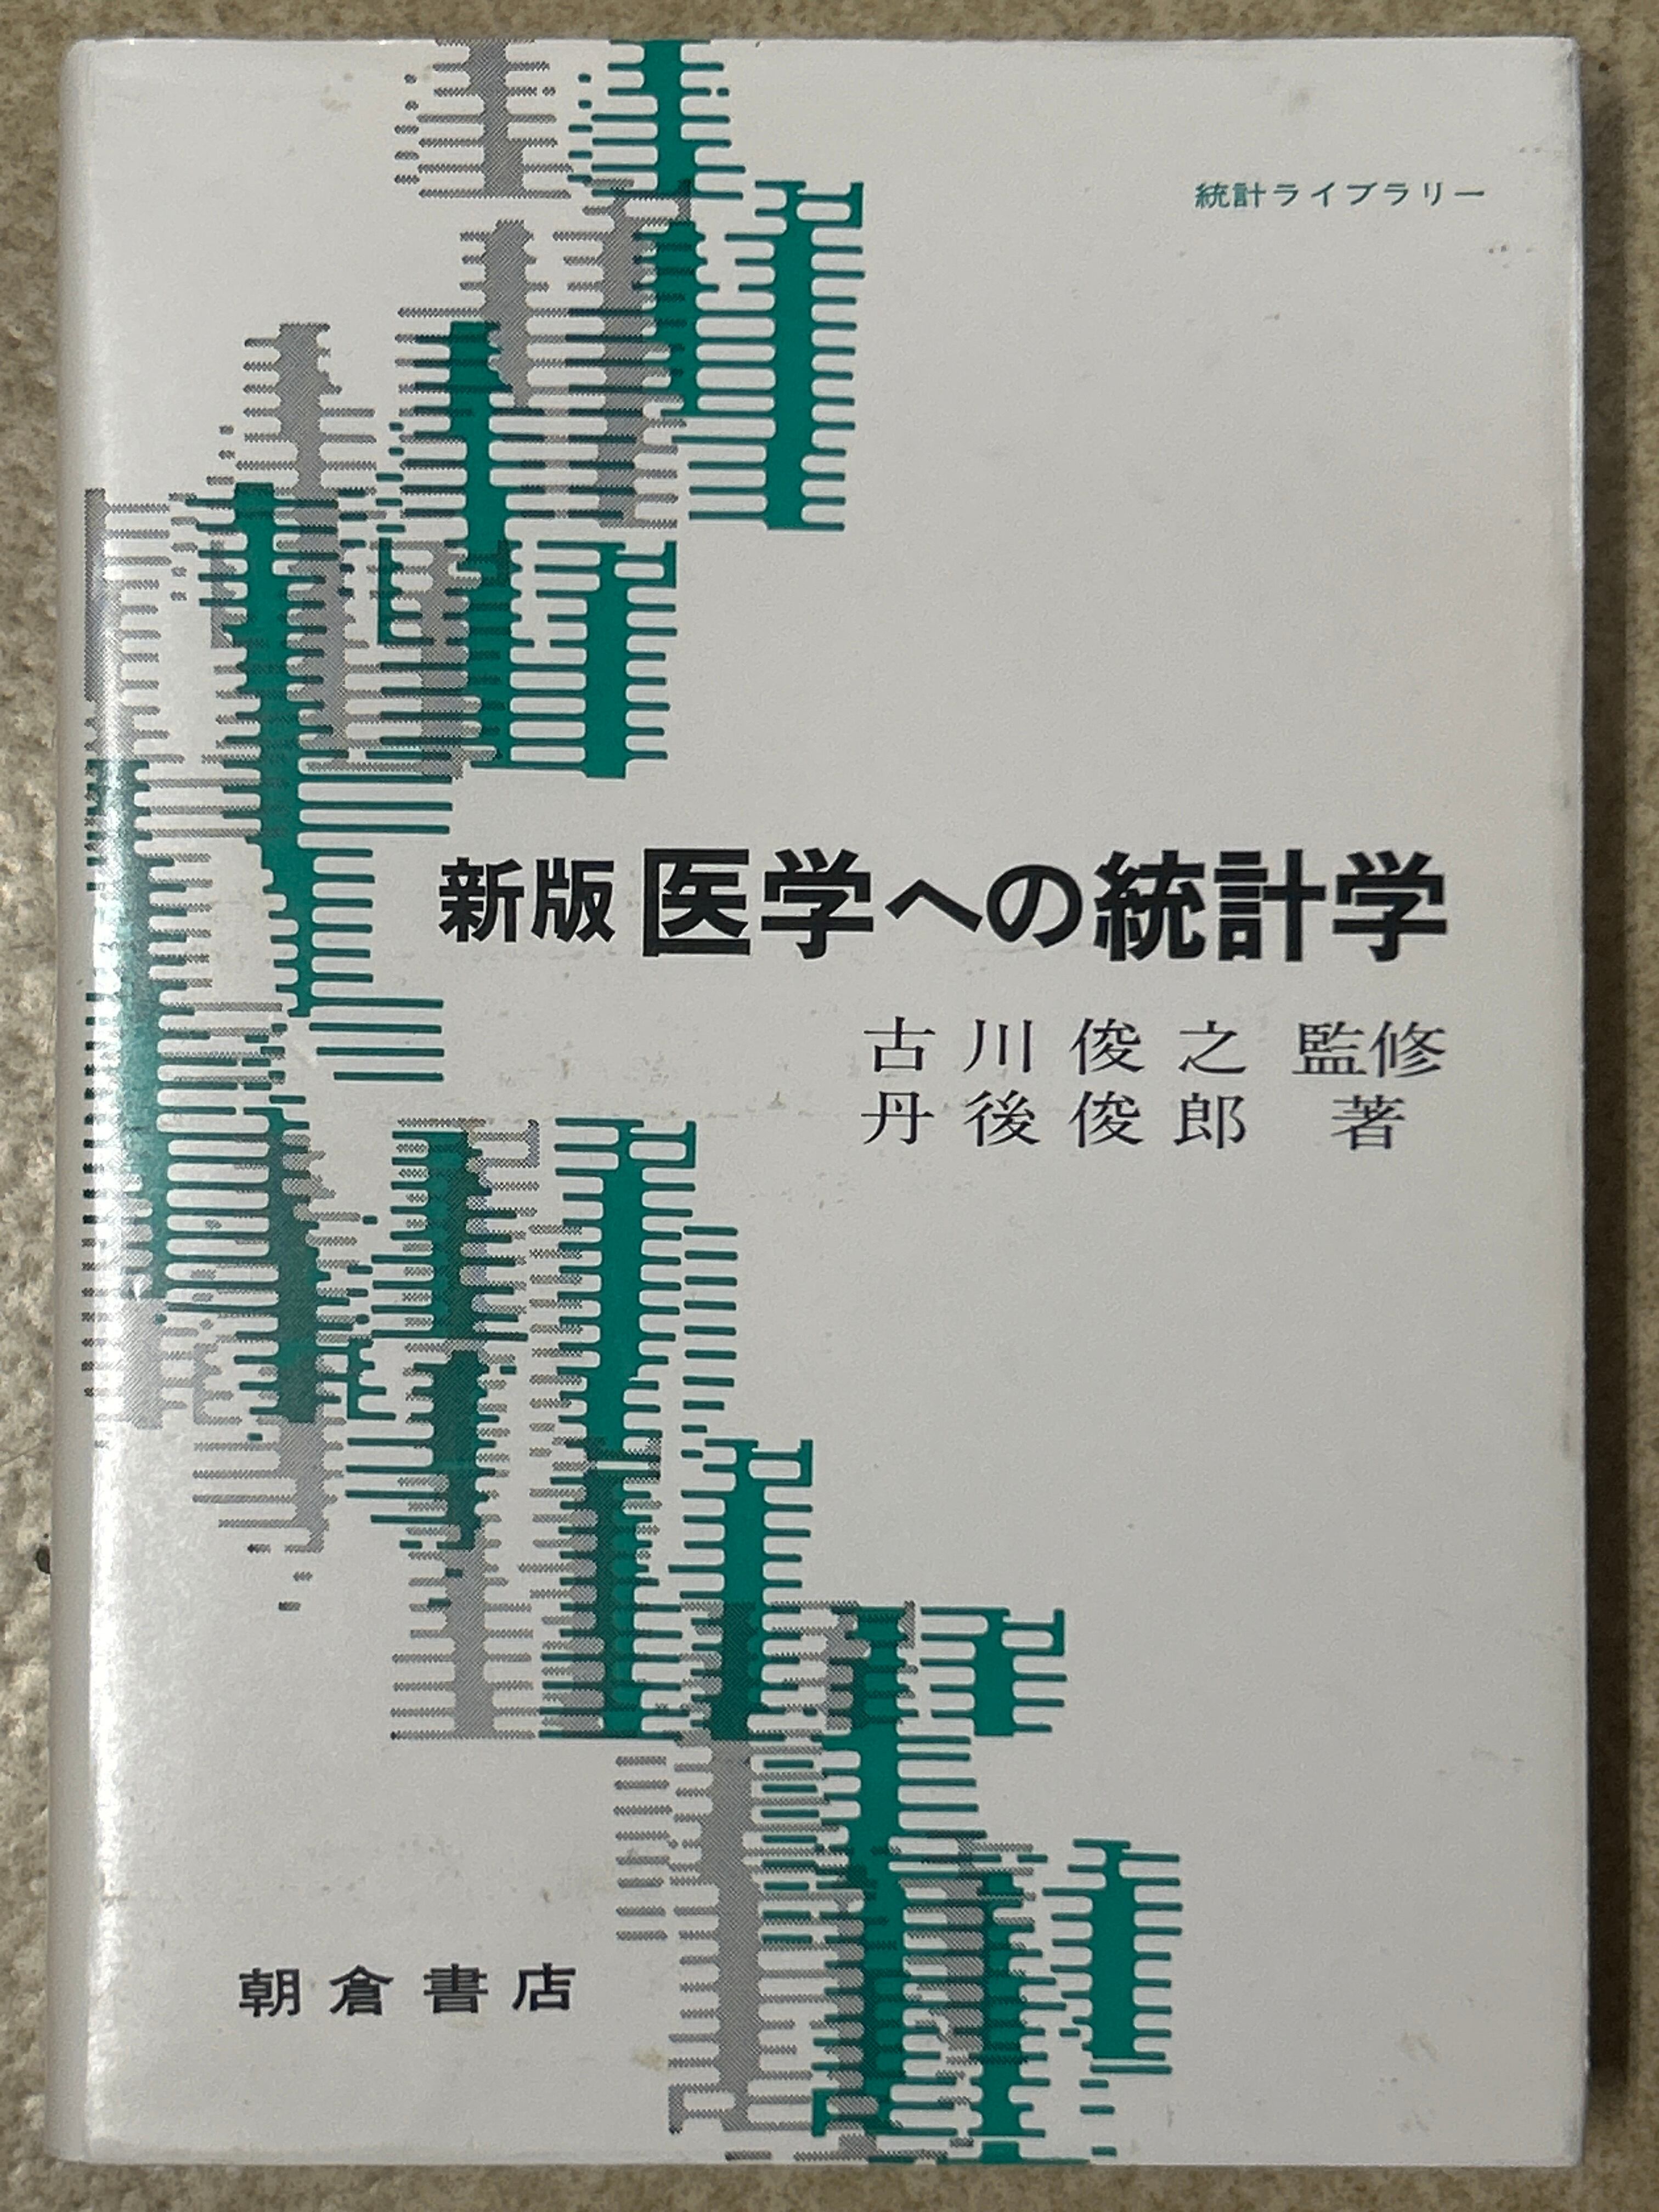 統計ライブラリー
新版 医学への統計学
古川俊之 監修
丹後俊郎 著
朝倉書店